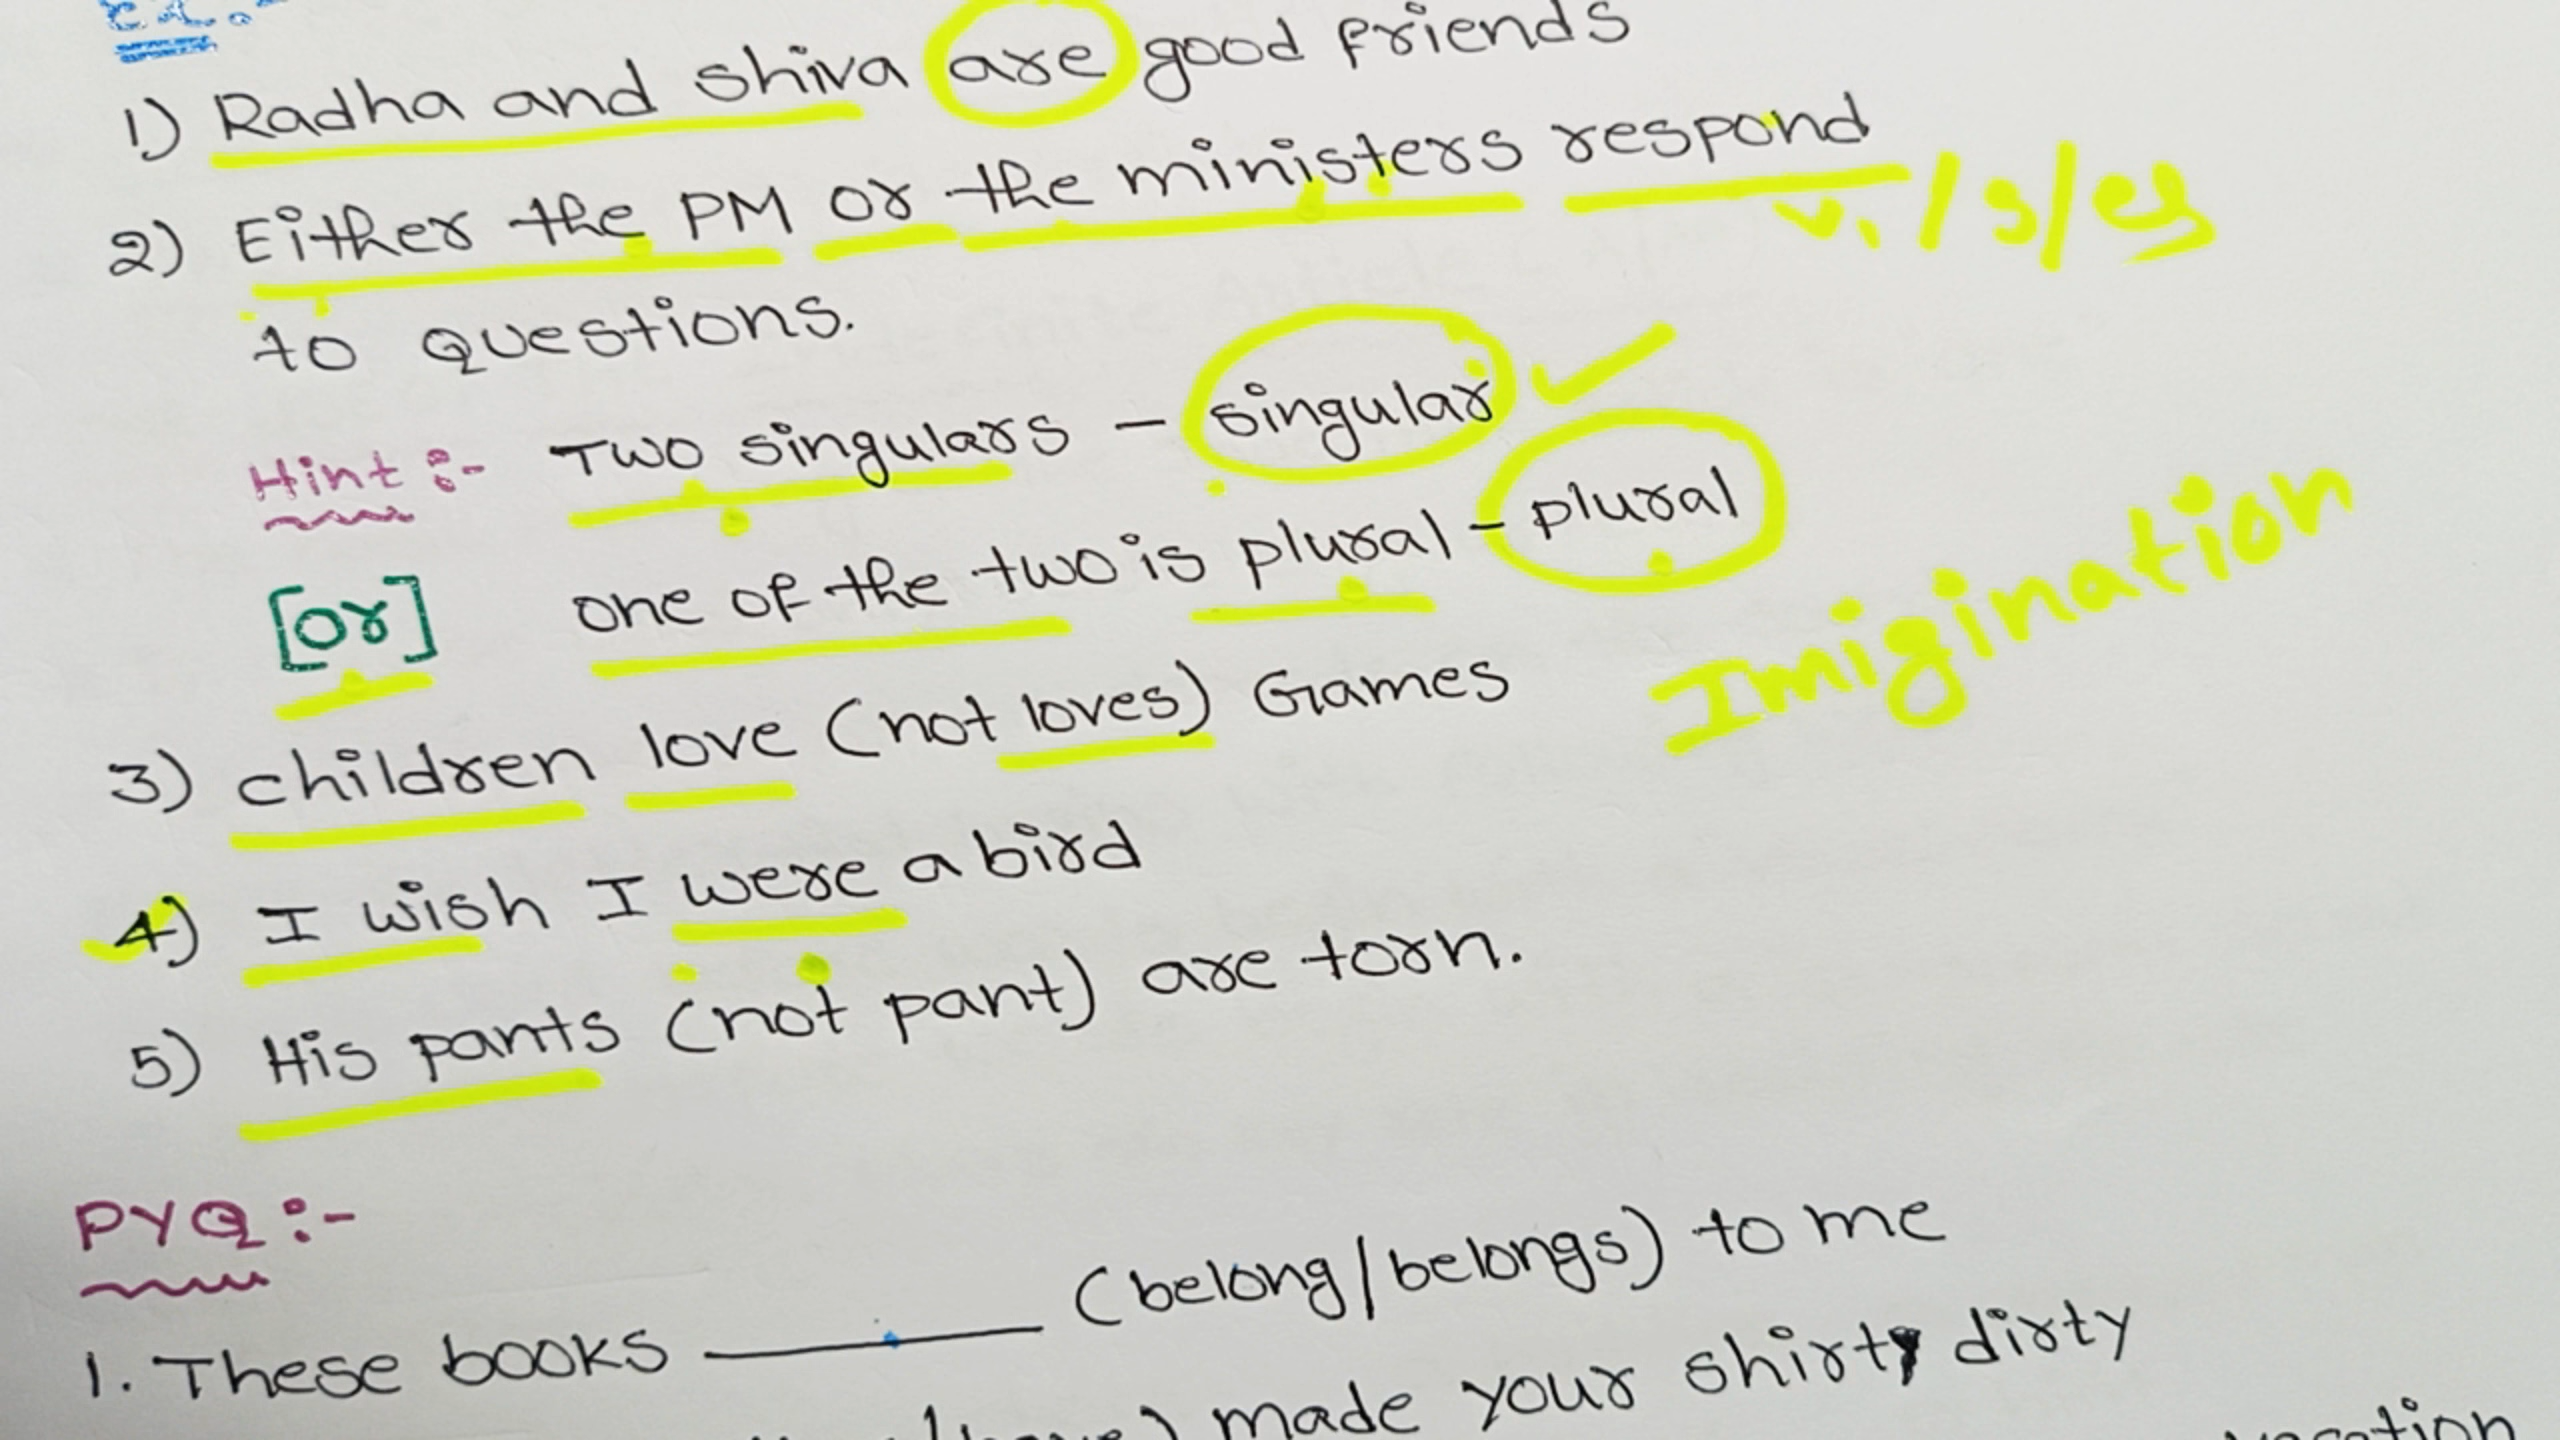 ex:-
1) Radha and Shiva are good friends
2) Either the PM or the ministers respond
v1/s/es
to questions.
Hint :- Two singulars - singular
[or] one of the two is plural - plural
Imigination
3) children love (not loves) Games
4) I wish I were a bird
5) His pants (not pant) are torn.
PYQ :-
1. These books ______ (belong/belongs) to me
made your shirt dirty